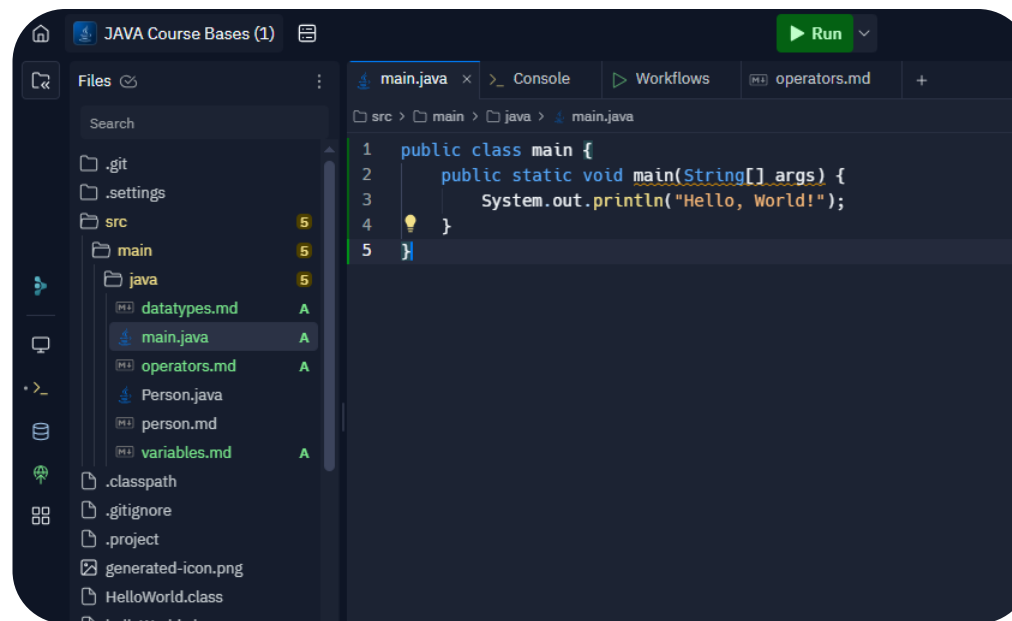 JAVA Course Bases (1)
Run
Files
Search
.git
.settings
src 5
main 5
java 5
datatypes.md A
main.java A
operators.md A
Person.java
person.md
variables.md A
.classpath
.gitignore
.project
generated-icon.png
HelloWorld.class
main.java × >_ Console Workflows operators.md +
src > main > java > main.java
1 public class main {
2 public static void main(String[] args) {
3 System.out.println("Hello, World!");
4 }
5 }